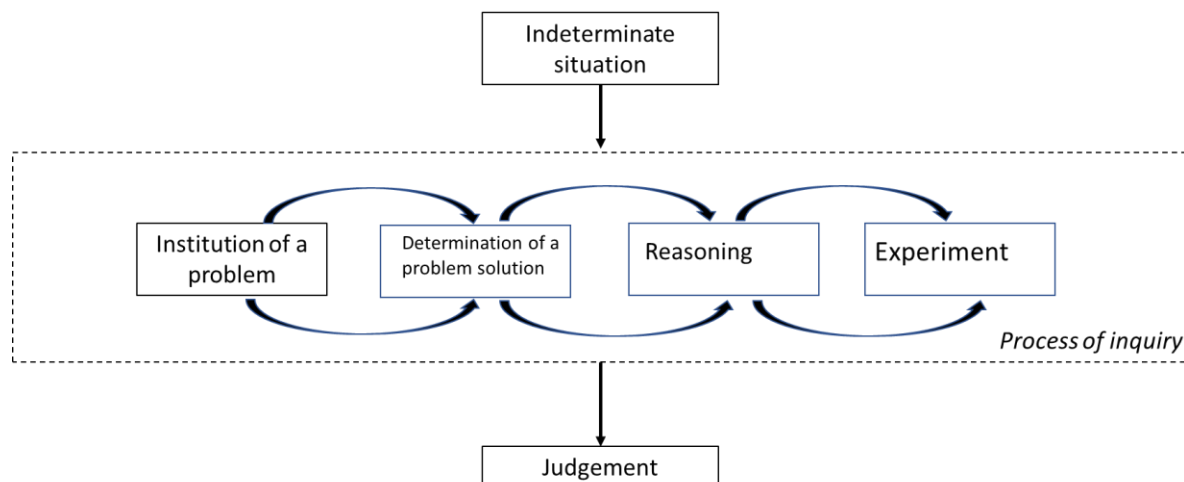 Indeterminate
situation
Institution of a
problem
Determination of a
problem solution
Reasoning
Experiment
Process of inquiry
Judgement